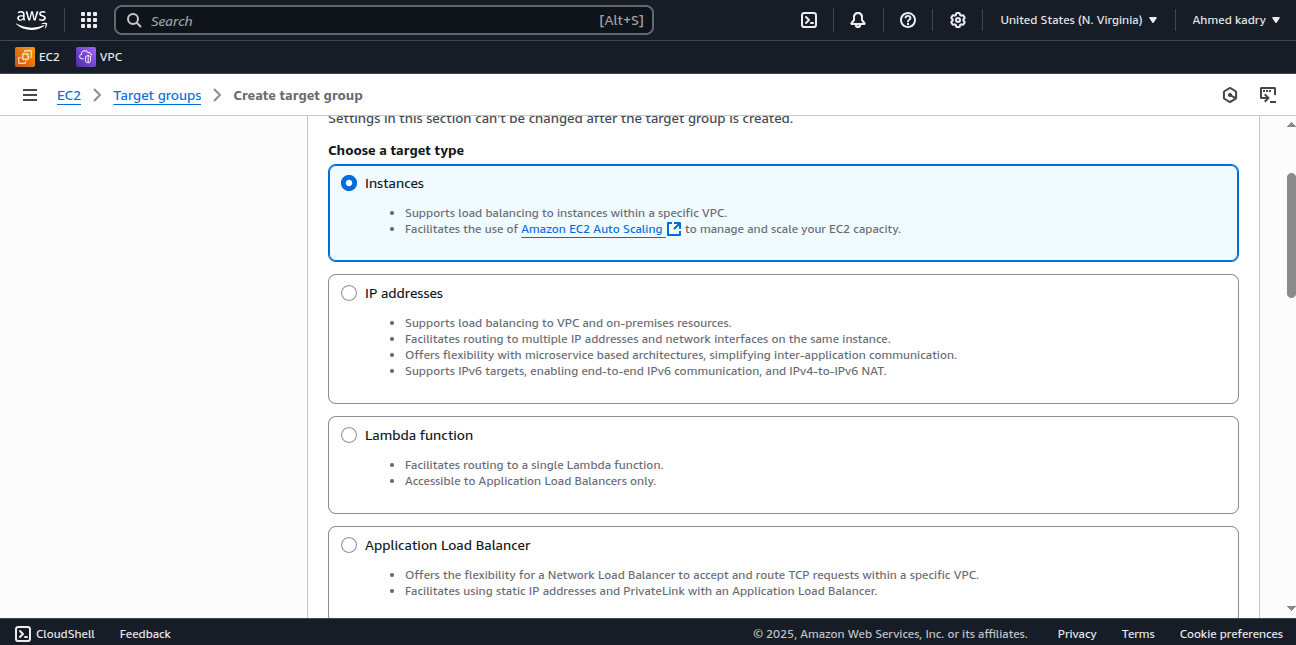 aws
Search [Alt+S]
United States (N. Virginia)
Ahmed kadry
EC2
VPC
EC2 > Target groups > Create target group
Settings in this section can't be changed after the target group is created.
Choose a target type
Instances
• Supports load balancing to instances within a specific VPC.
• Facilitates the use of Amazon EC2 Auto Scaling to manage and scale your EC2 capacity.
IP addresses
• Supports load balancing to VPC and on-premises resources.
• Facilitates routing to multiple IP addresses and network interfaces on the same instance.
• Offers flexibility with microservice based architectures, simplifying inter-application communication.
• Supports IPv6 targets, enabling end-to-end IPv6 communication, and IPv4-to-IPv6 NAT.
Lambda function
• Facilitates routing to a single Lambda function.
• Accessible to Application Load Balancers only.
Application Load Balancer
• Offers the flexibility for a Network Load Balancer to accept and route TCP requests within a specific VPC.
• Facilitates using static IP addresses and PrivateLink with an Application Load Balancer.
CloudShell
Feedback
© 2025, Amazon Web Services, Inc. or its affiliates.
Privacy
Terms
Cookie preferences